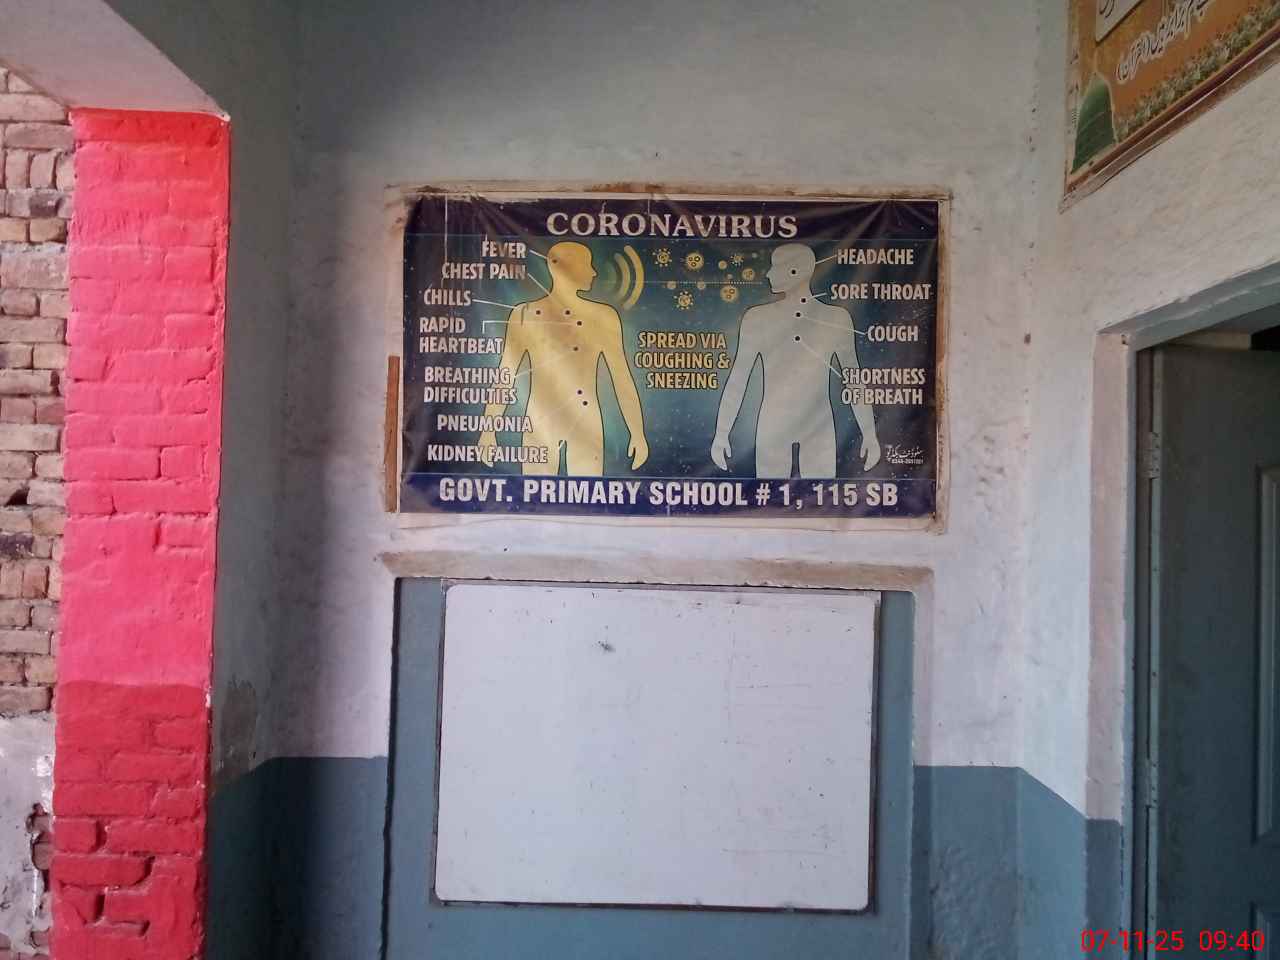 CORONAVIRUS
FEVER
CHEST PAIN
CHILLS
RAPID
HEARTBEAT
BREATHING
DIFFICULTIES
PNEUMONIA
KIDNEY FAILURE
SPREAD VIA
COUGHING &
SNEEZING
HEADACHE
SORE THROAT
COUGH
SHORTNESS
OF BREATH
GOVT. PRIMARY SCHOOL # 1, 115 SB
07-11-25 09:40